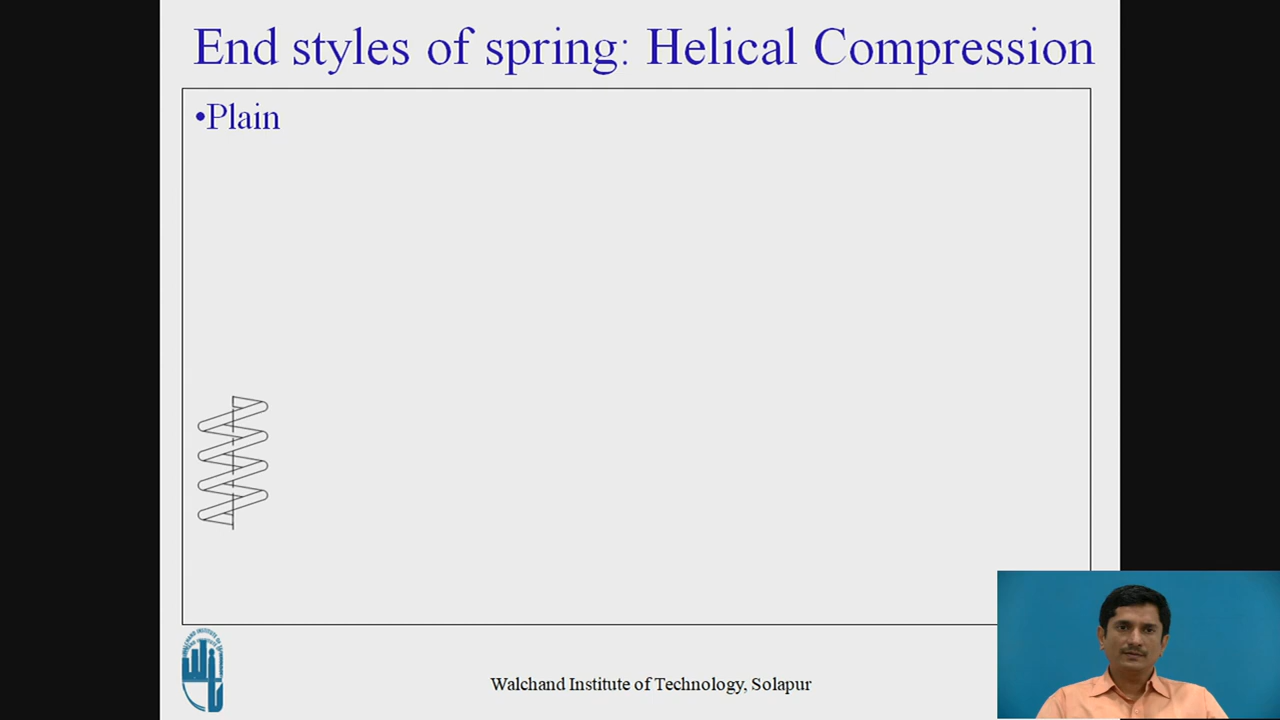 End styles of spring: Helical Compression
•Plain
Walchand Institute of Technology, Solapur